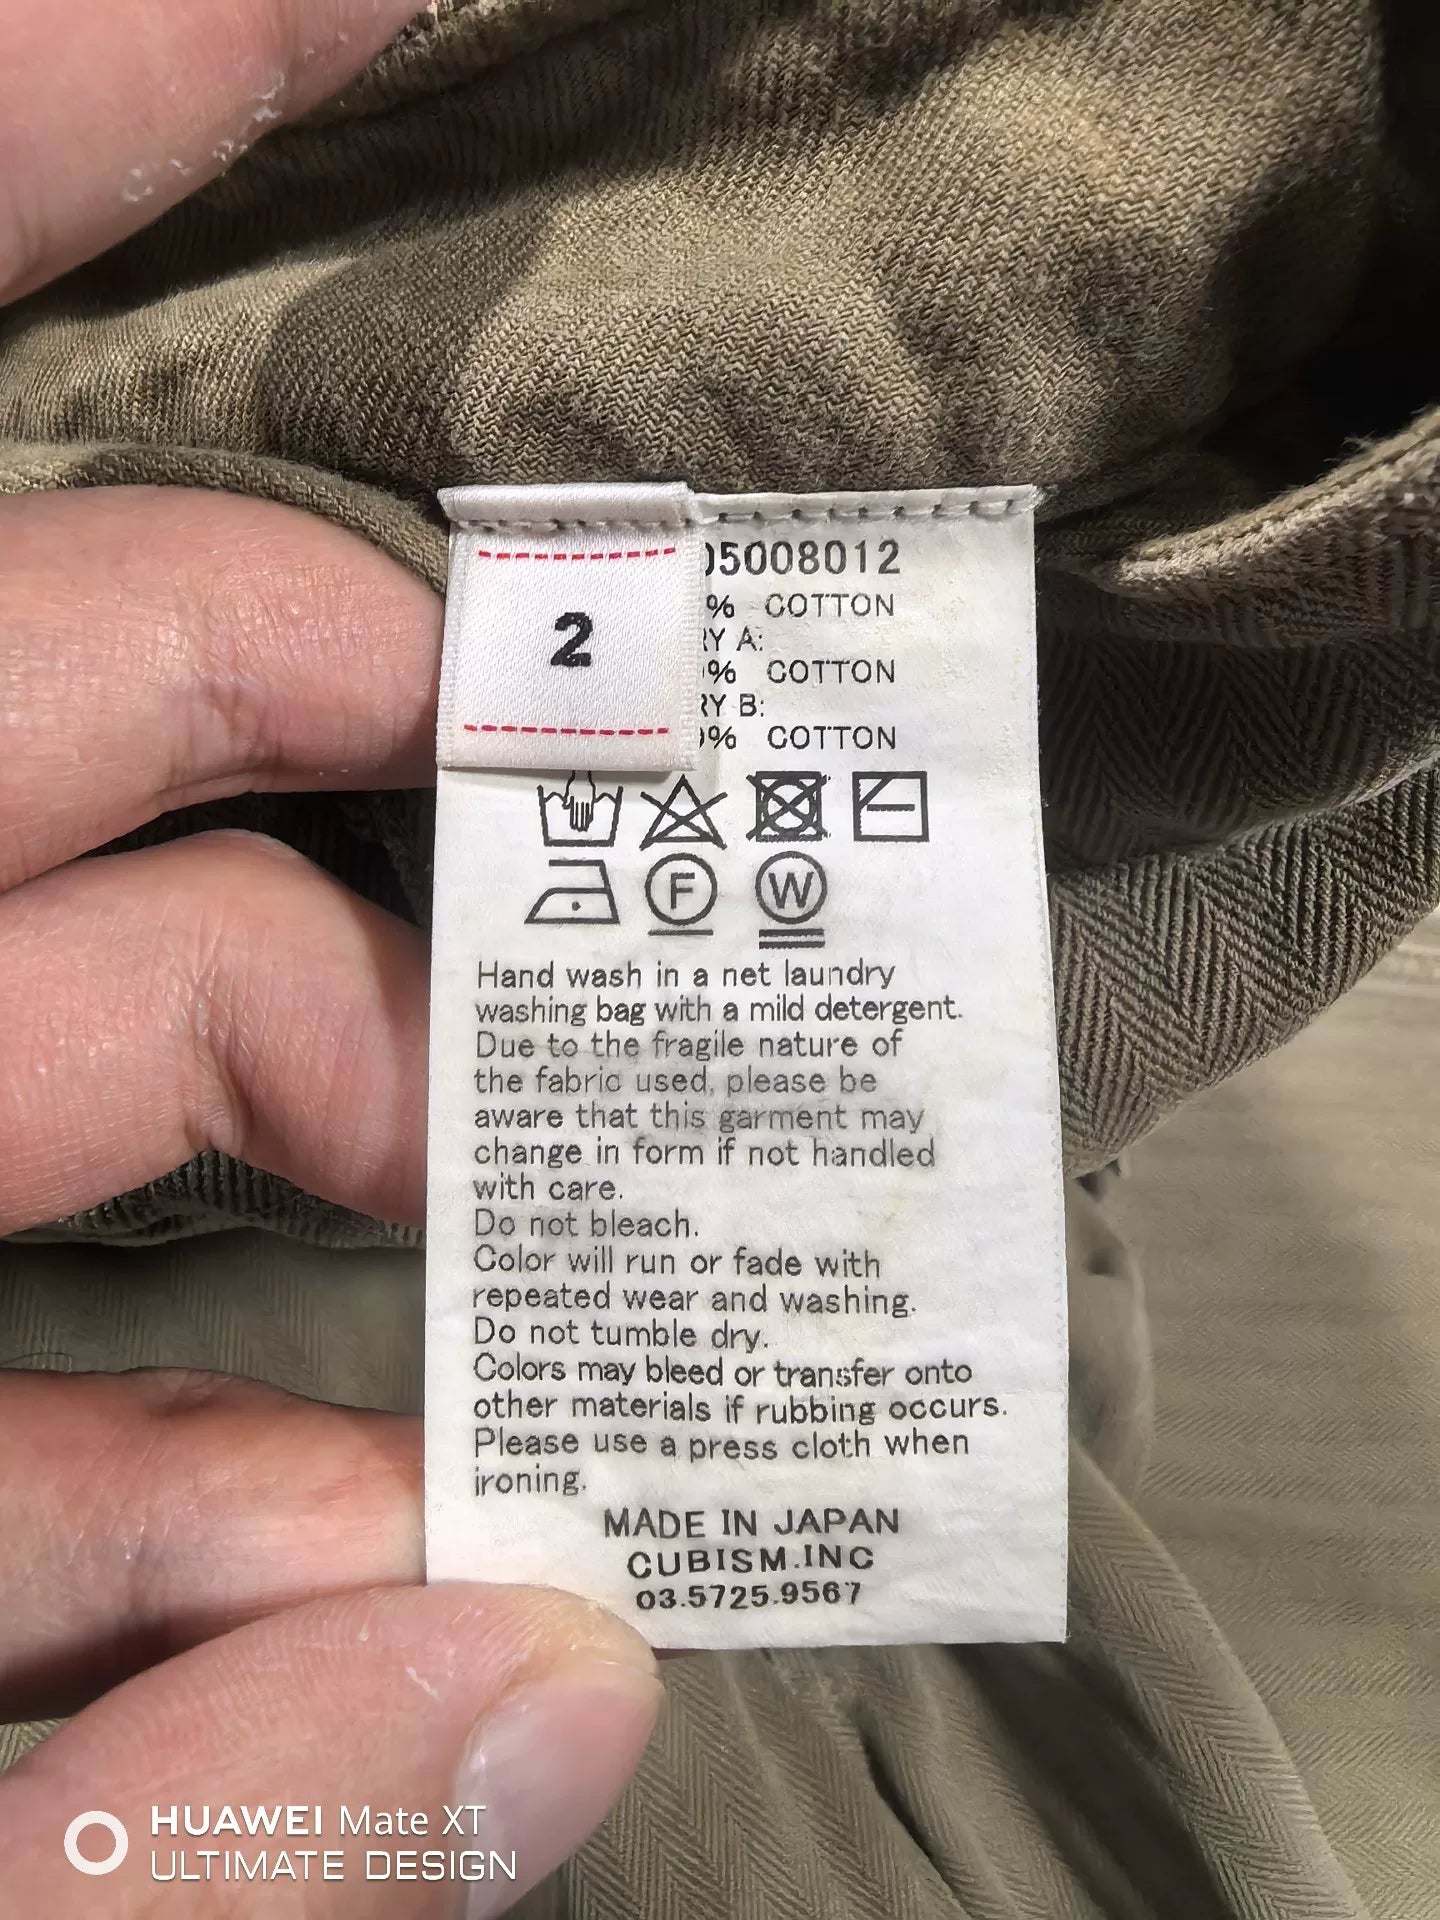 2
05008012
% COTTON
RY A:
0% COTTON
RY B:
0% COTTON
F
W
Hand wash in a net laundry
washing bag with a mild detergent.
Due to the fragile nature of
the fabric used, please be
aware that this garment may
change in form if not handled
with care.
Do not bleach.
Color will run or fade with
repeated wear and washing.
Do not tumble dry.
Colors may bleed or transfer onto
other materials if rubbing occurs.
Please use a press cloth when
ironing.
MADE IN JAPAN
CUBISM.INC
03.5725.9567
HUAWEI Mate XT
ULTIMATE DESIGN